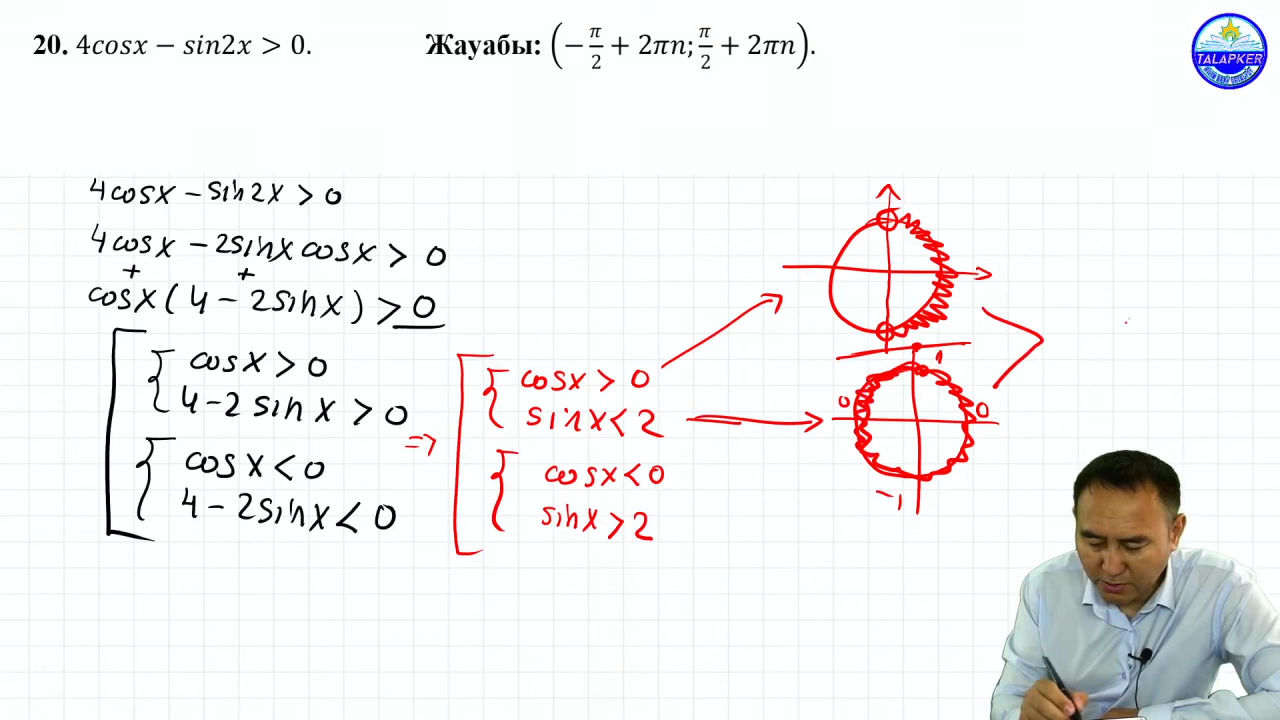 20. 4cosx − sin2x > 0. Жауабы: (−π/2 + 2πn; π/2 + 2πn).
TALAPKER
4cosx − sin2x > 0
4cosx − 2sinx cosx > 0
+ +
cosx(4 − 2sinx) > 0
cosx > 0
4 − 2sinx > 0
cosx < 0
4 − 2sinx < 0
=>
cosx > 0
sinx < 2
cosx < 0
sinx > 2
1
0 0
−1